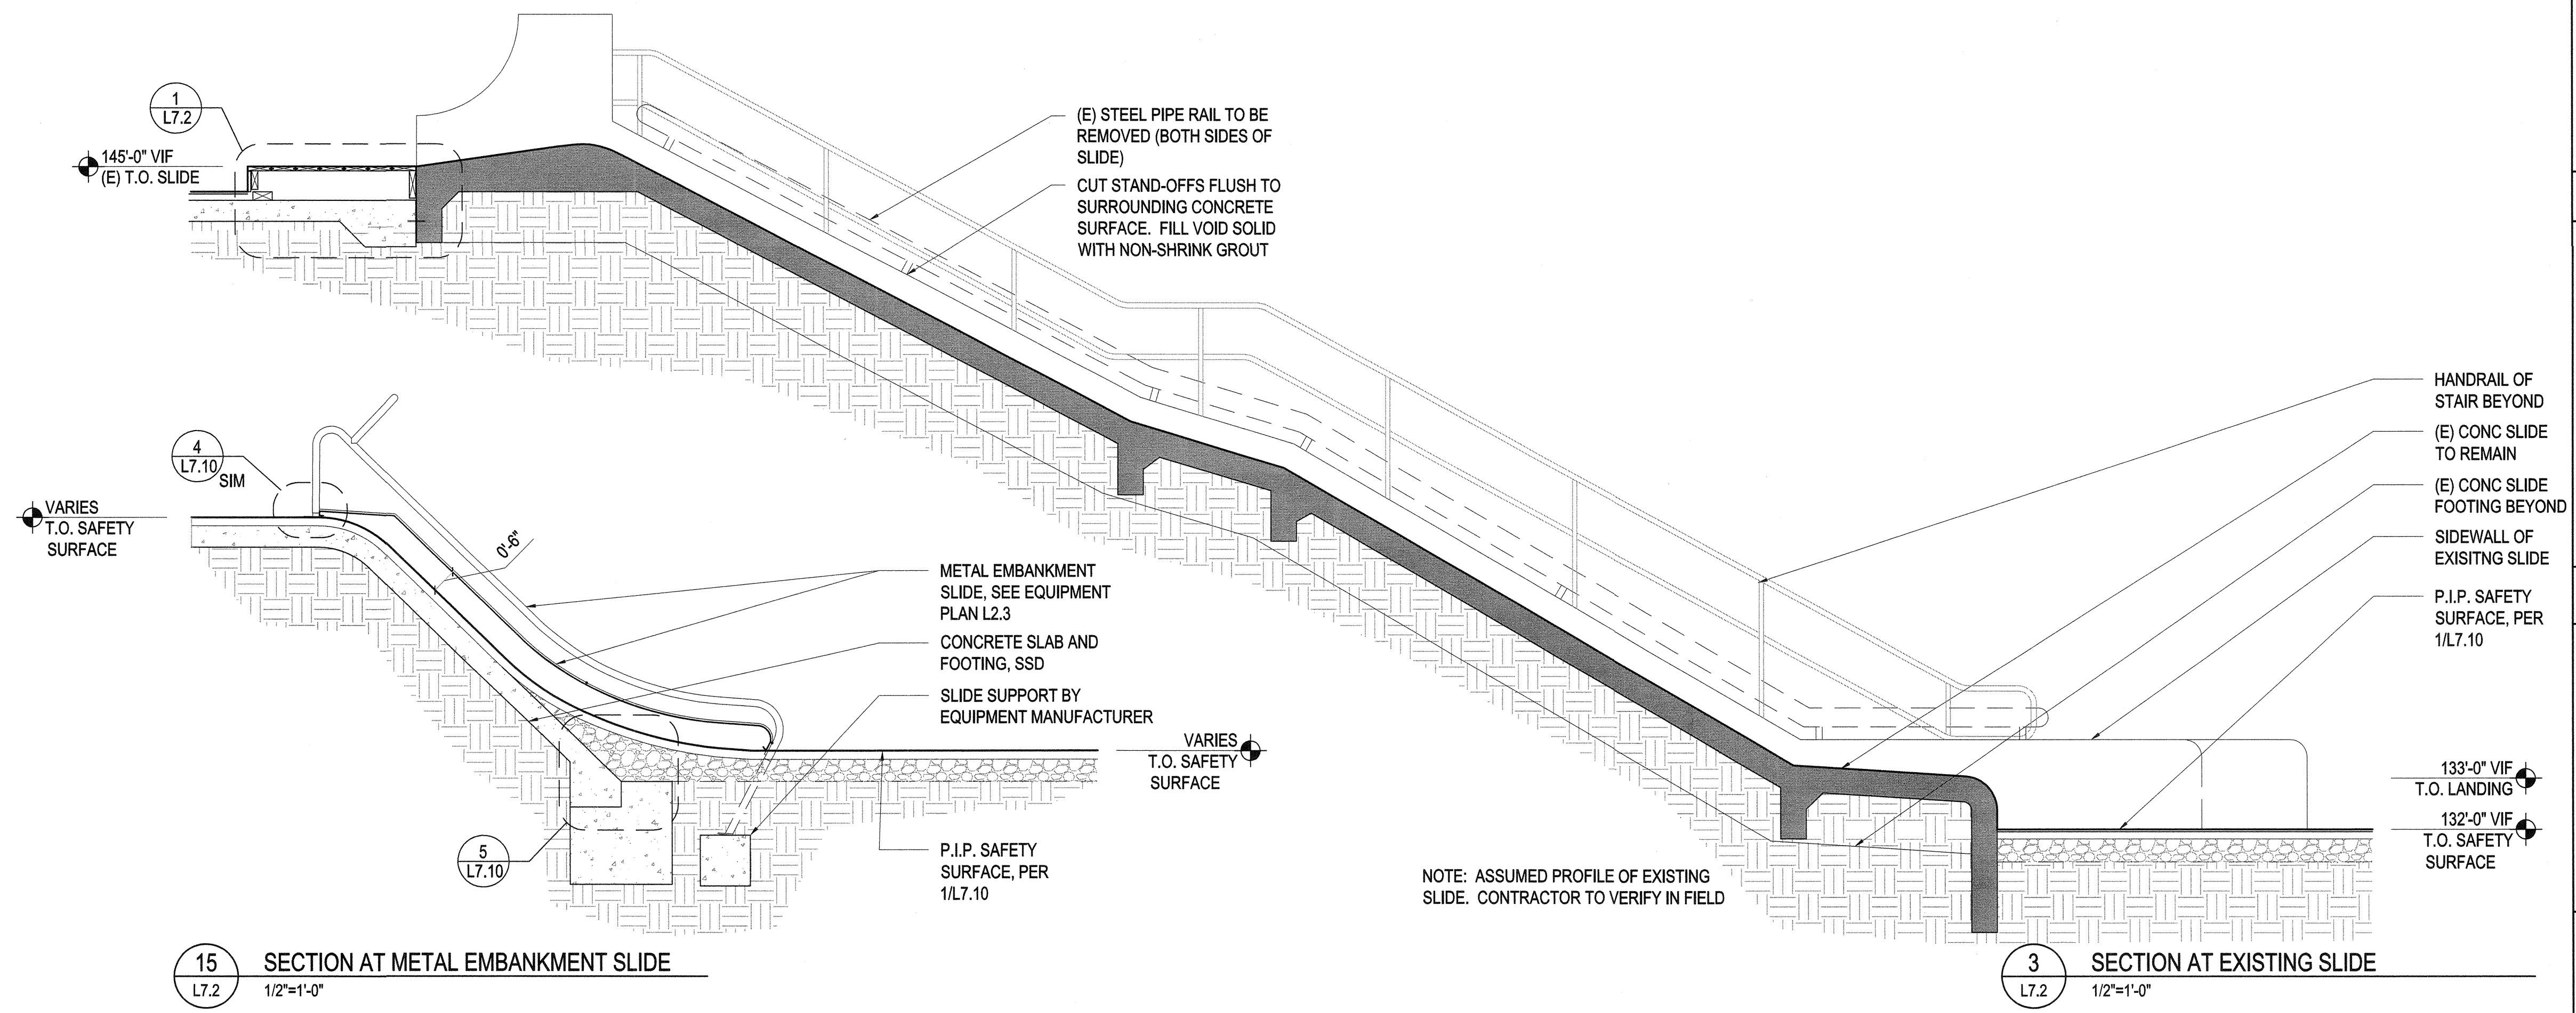 1
L7.2
145'-0" VIF
(E) T.O. SLIDE
(E) STEEL PIPE RAIL TO BE
REMOVED (BOTH SIDES OF
SLIDE)
CUT STAND-OFFS FLUSH TO
SURROUNDING CONCRETE
SURFACE. FILL VOID SOLID
WITH NON-SHRINK GROUT
HANDRAIL OF
STAIR BEYOND
(E) CONC SLIDE
TO REMAIN
(E) CONC SLIDE
FOOTING BEYOND
SIDEWALL OF
EXISITNG SLIDE
P.I.P. SAFETY
SURFACE, PER
1/L7.10
133'-0" VIF
T.O. LANDING
132'-0" VIF
T.O. SAFETY
SURFACE
NOTE: ASSUMED PROFILE OF EXISTING
SLIDE. CONTRACTOR TO VERIFY IN FIELD
3
L7.2
SECTION AT EXISTING SLIDE
1/2"=1'-0"
4
L7.10
SIM
VARIES
T.O. SAFETY
SURFACE
0'-6"
METAL EMBANKMENT
SLIDE, SEE EQUIPMENT
PLAN L2.3
CONCRETE SLAB AND
FOOTING, SSD
SLIDE SUPPORT BY
EQUIPMENT MANUFACTURER
VARIES
T.O. SAFETY
SURFACE
P.I.P. SAFETY
SURFACE, PER
1/L7.10
5
L7.10
15
L7.2
SECTION AT METAL EMBANKMENT SLIDE
1/2"=1'-0"